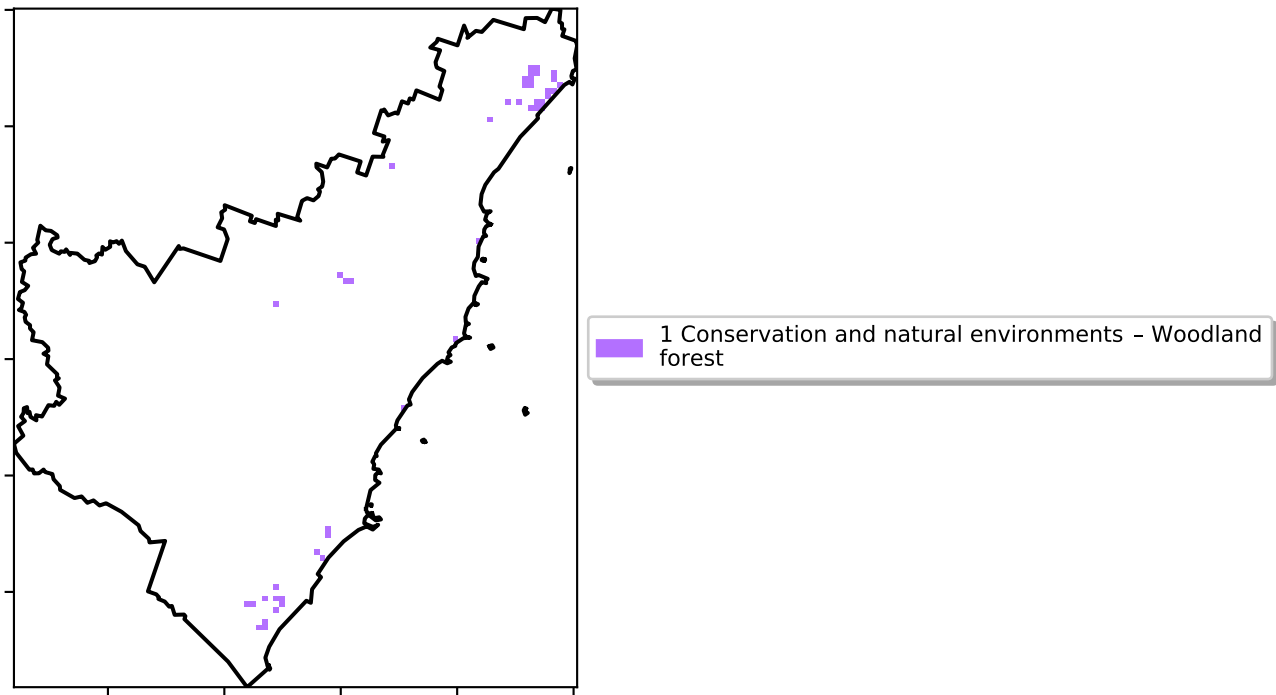 1 Conservation and natural environments – Woodland
forest